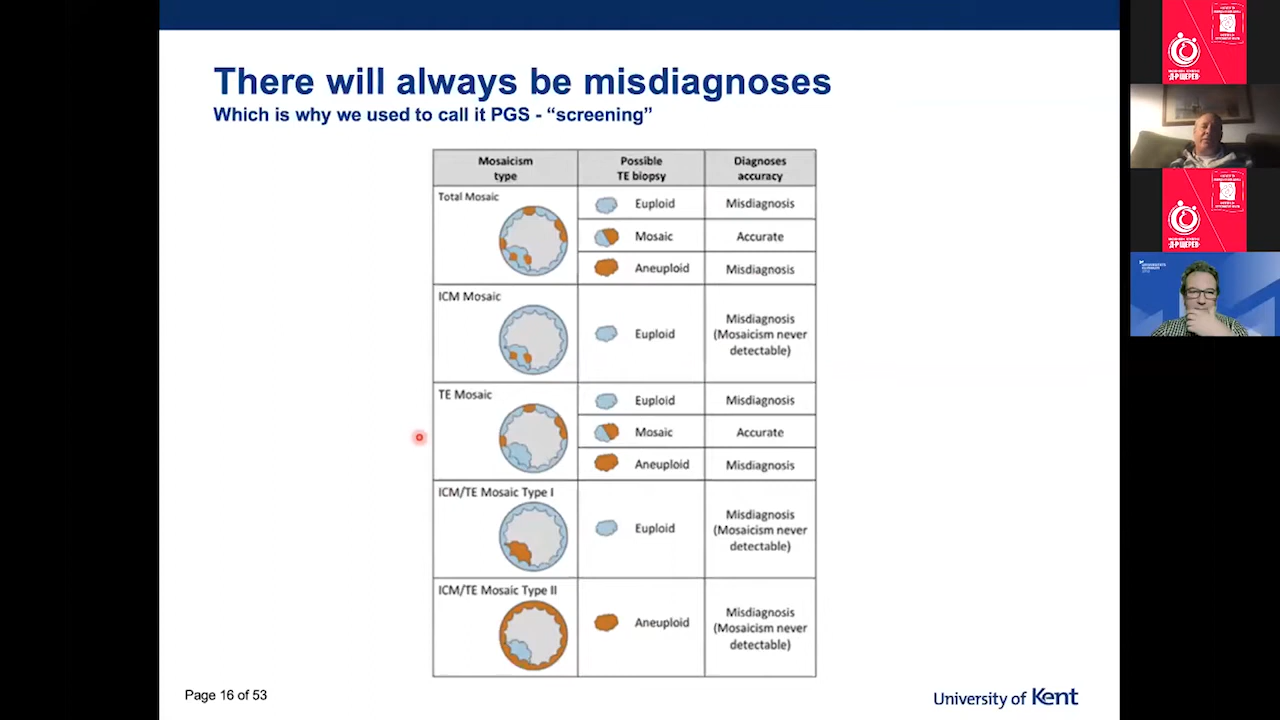 There will always be misdiagnoses
Which is why we used to call it PGS - “screening”
Mosaicism type
Possible TE biopsy
Diagnoses accuracy
Total Mosaic
Euploid
Misdiagnosis
Mosaic
Accurate
Aneuploid
Misdiagnosis
ICM Mosaic
Euploid
Misdiagnosis
(Mosaicism never
detectable)
TE Mosaic
Euploid
Misdiagnosis
Mosaic
Accurate
Aneuploid
Misdiagnosis
ICM/TE Mosaic Type I
Euploid
Misdiagnosis
(Mosaicism never
detectable)
ICM/TE Mosaic Type II
Aneuploid
Misdiagnosis
(Mosaicism never
detectable)
Page 16 of 53
University of Kent
Д-Р ЩЕРЕВ
Д-Р ЩЕРЕВ